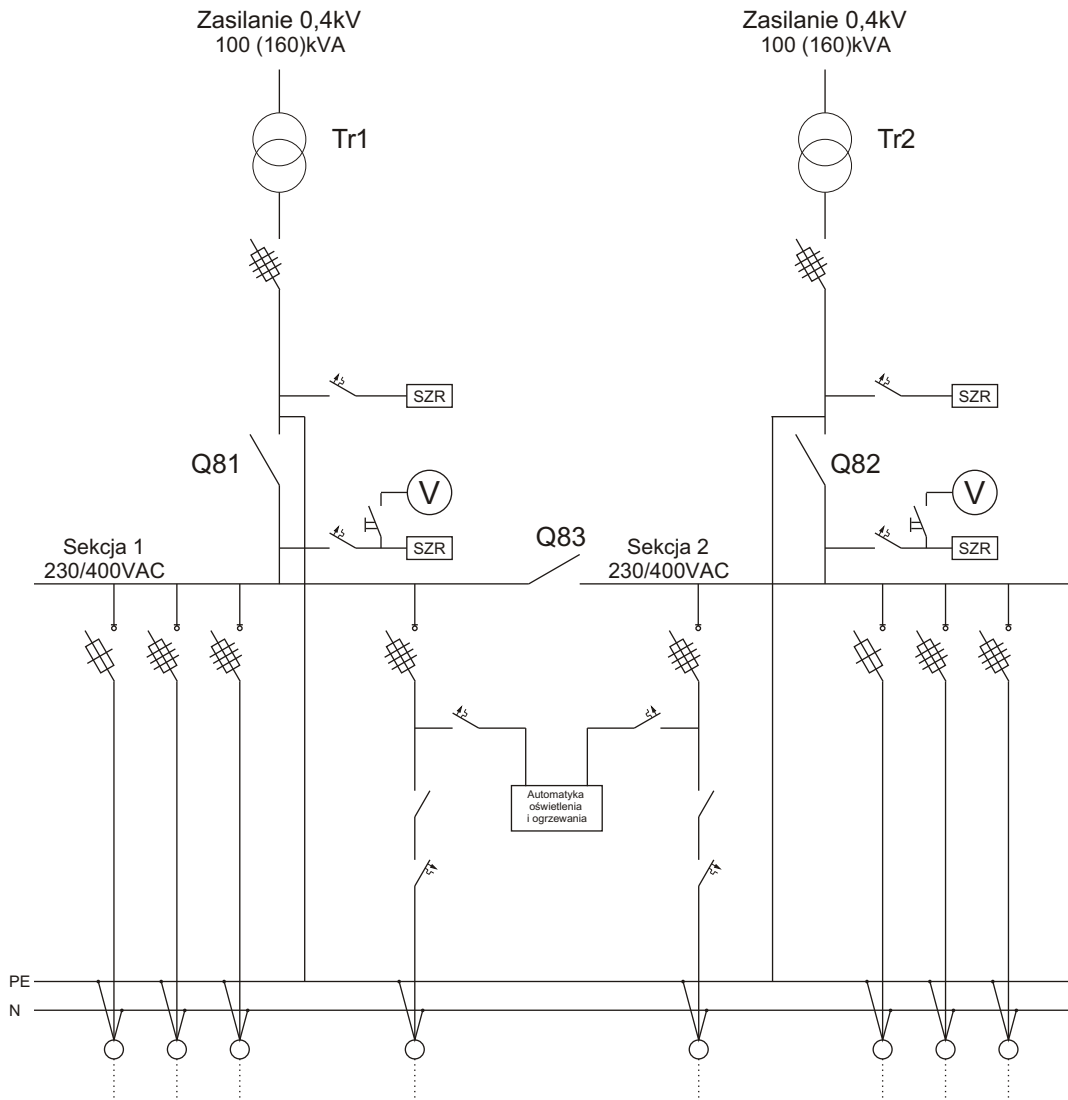 Zasilanie 0,4kV
100 (160)kVA
Zasilanie 0,4kV
100 (160)kVA
Tr1
Tr2
SZR
SZR
Q81
Q82
V
V
Q83
SZR
SZR
Sekcja 1
230/400VAC
Sekcja 2
230/400VAC
Automatyka
oświetlenia
i ogrzewania
PE
N